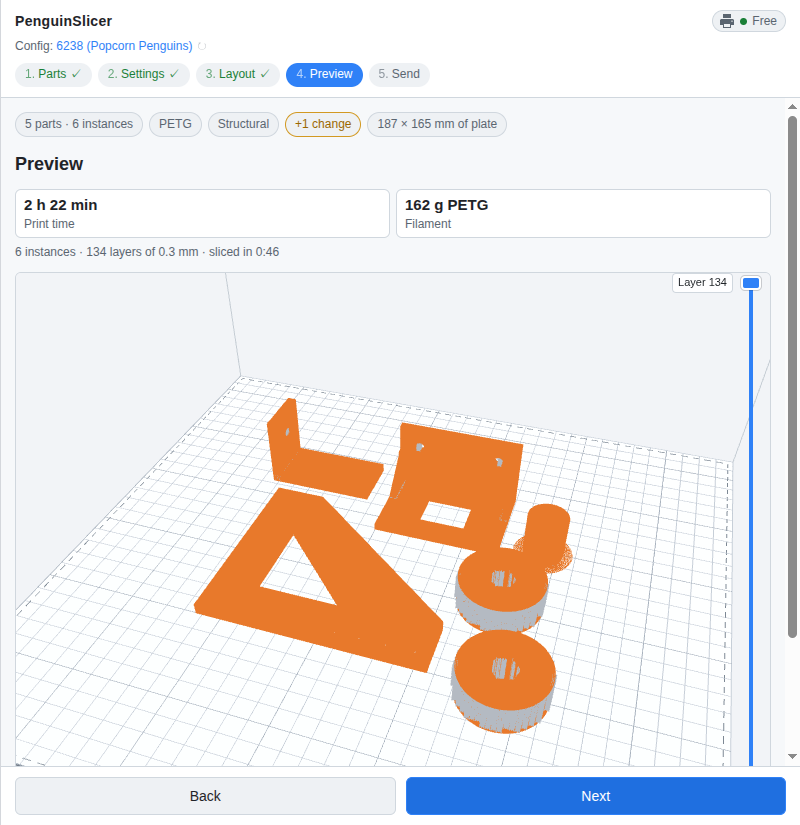 PenguinSlicer
Free
Config: 6238 (Popcorn Penguins)
1. Parts ✓ 2. Settings ✓ 3. Layout ✓ 4. Preview 5. Send
5 parts · 6 instances PETG Structural +1 change 187 × 165 mm of plate
Preview
2 h 22 min
Print time
162 g PETG
Filament
6 instances · 134 layers of 0.3 mm · sliced in 0:46
Layer 134
Back Next